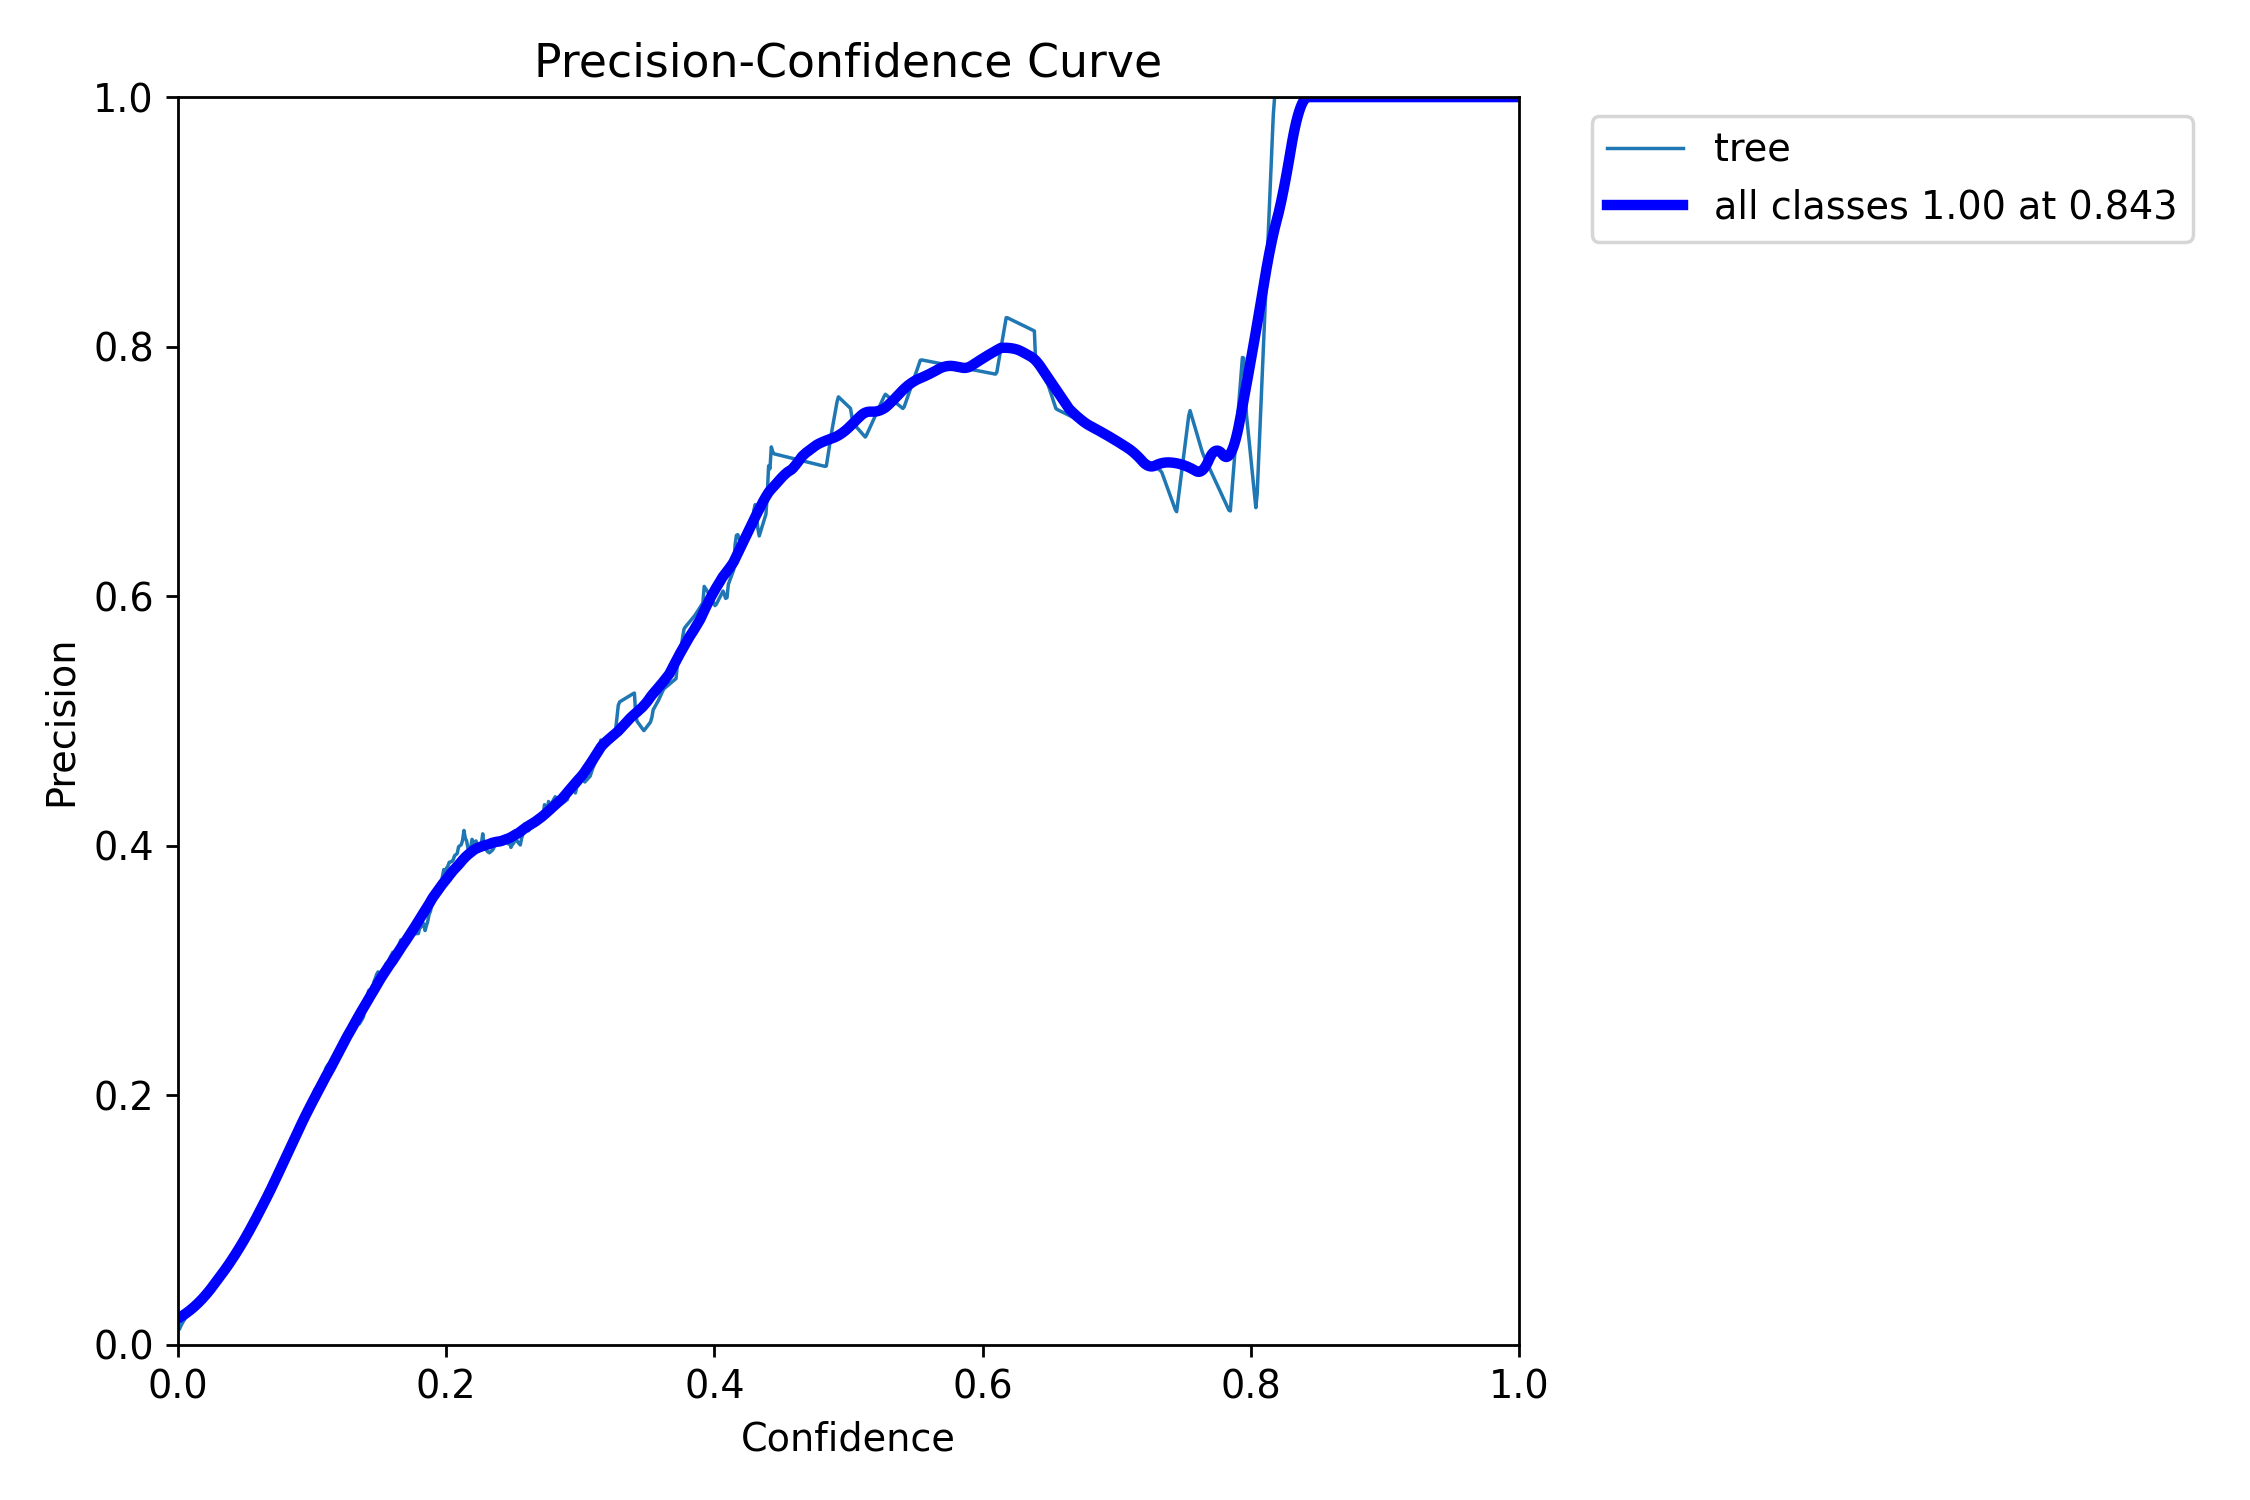 Precision-Confidence Curve
tree
all classes 1.00 at 0.843
Precision
1.0
0.8
0.6
0.4
0.2
0.0
0.0 0.2 0.4 0.6 0.8 1.0
Confidence